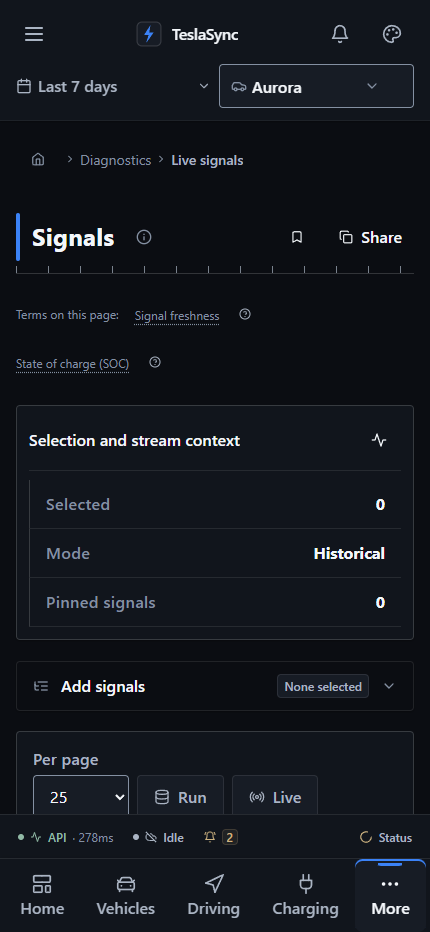 TeslaSync
Last 7 days
Aurora
Diagnostics
Live signals
Signals
Share
Terms on this page:
Signal freshness
State of charge (SOC)
Selection and stream context
Selected
0
Mode
Historical
Pinned signals
0
Add signals
None selected
Per page
25
Run
Live
API · 278ms
Idle
2
Status
Home
Vehicles
Driving
Charging
More